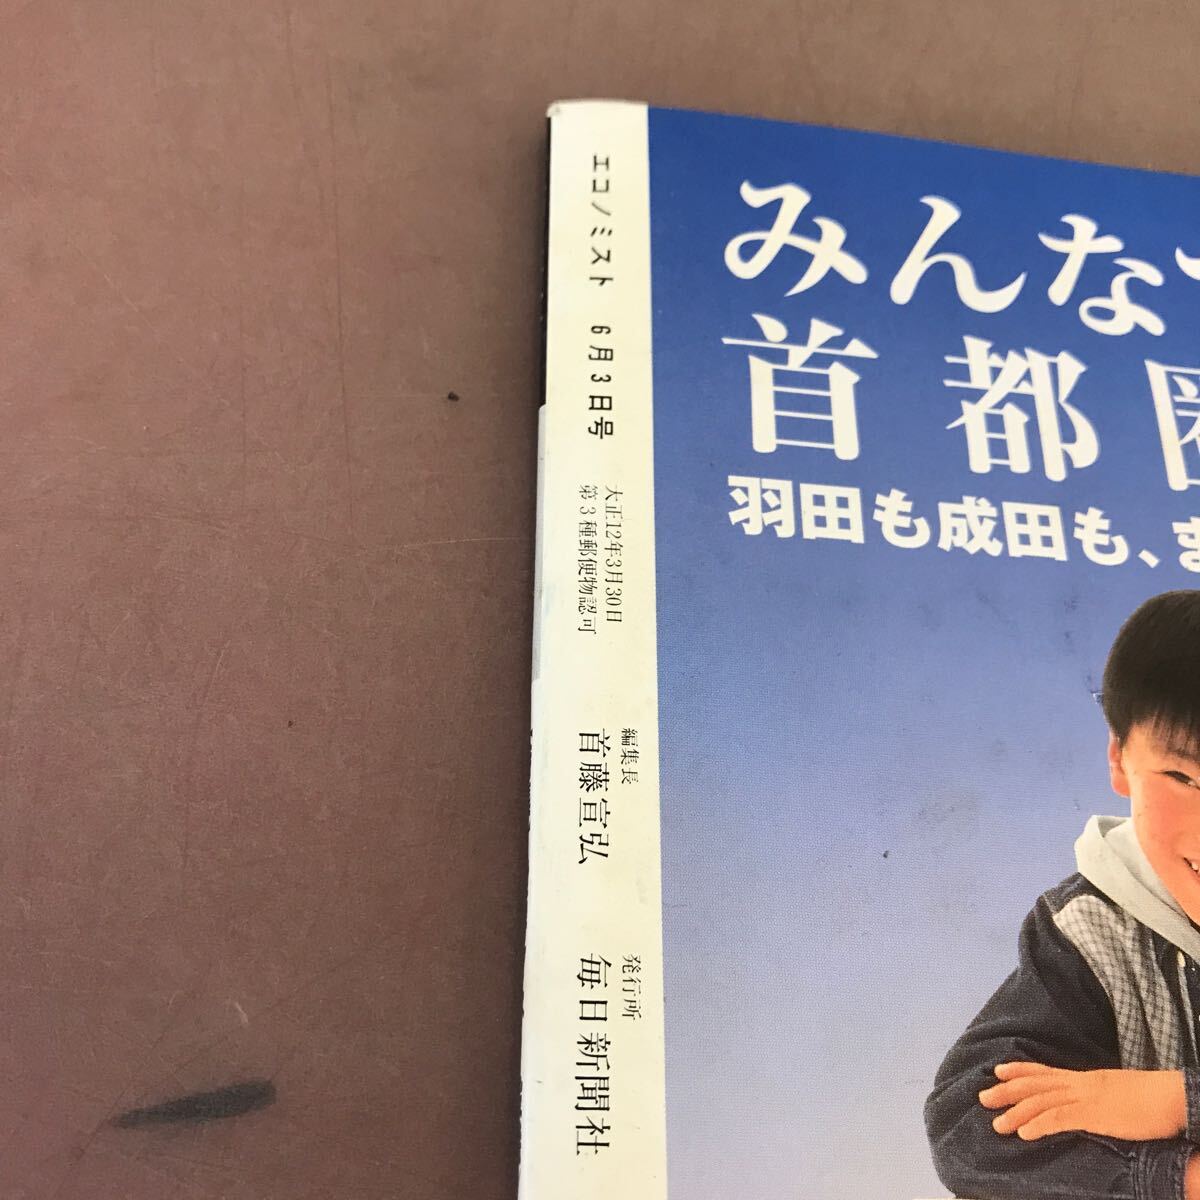 エコノミスト 6月3日号
大正12年3月30日
第3種郵便物認可
編集長
首藤宣弘
発行所
毎日新聞社
みんな
首都圏
羽田も成田も、ま